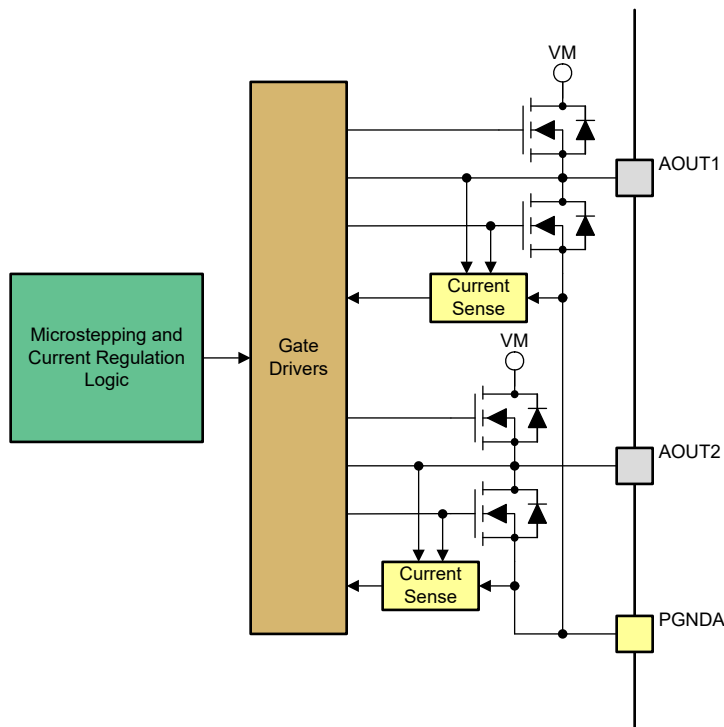 VM
AOUT1
Current
Sense
Microstepping and
Current Regulation
Logic
Gate
Drivers
VM
AOUT2
Current
Sense
PGNDA